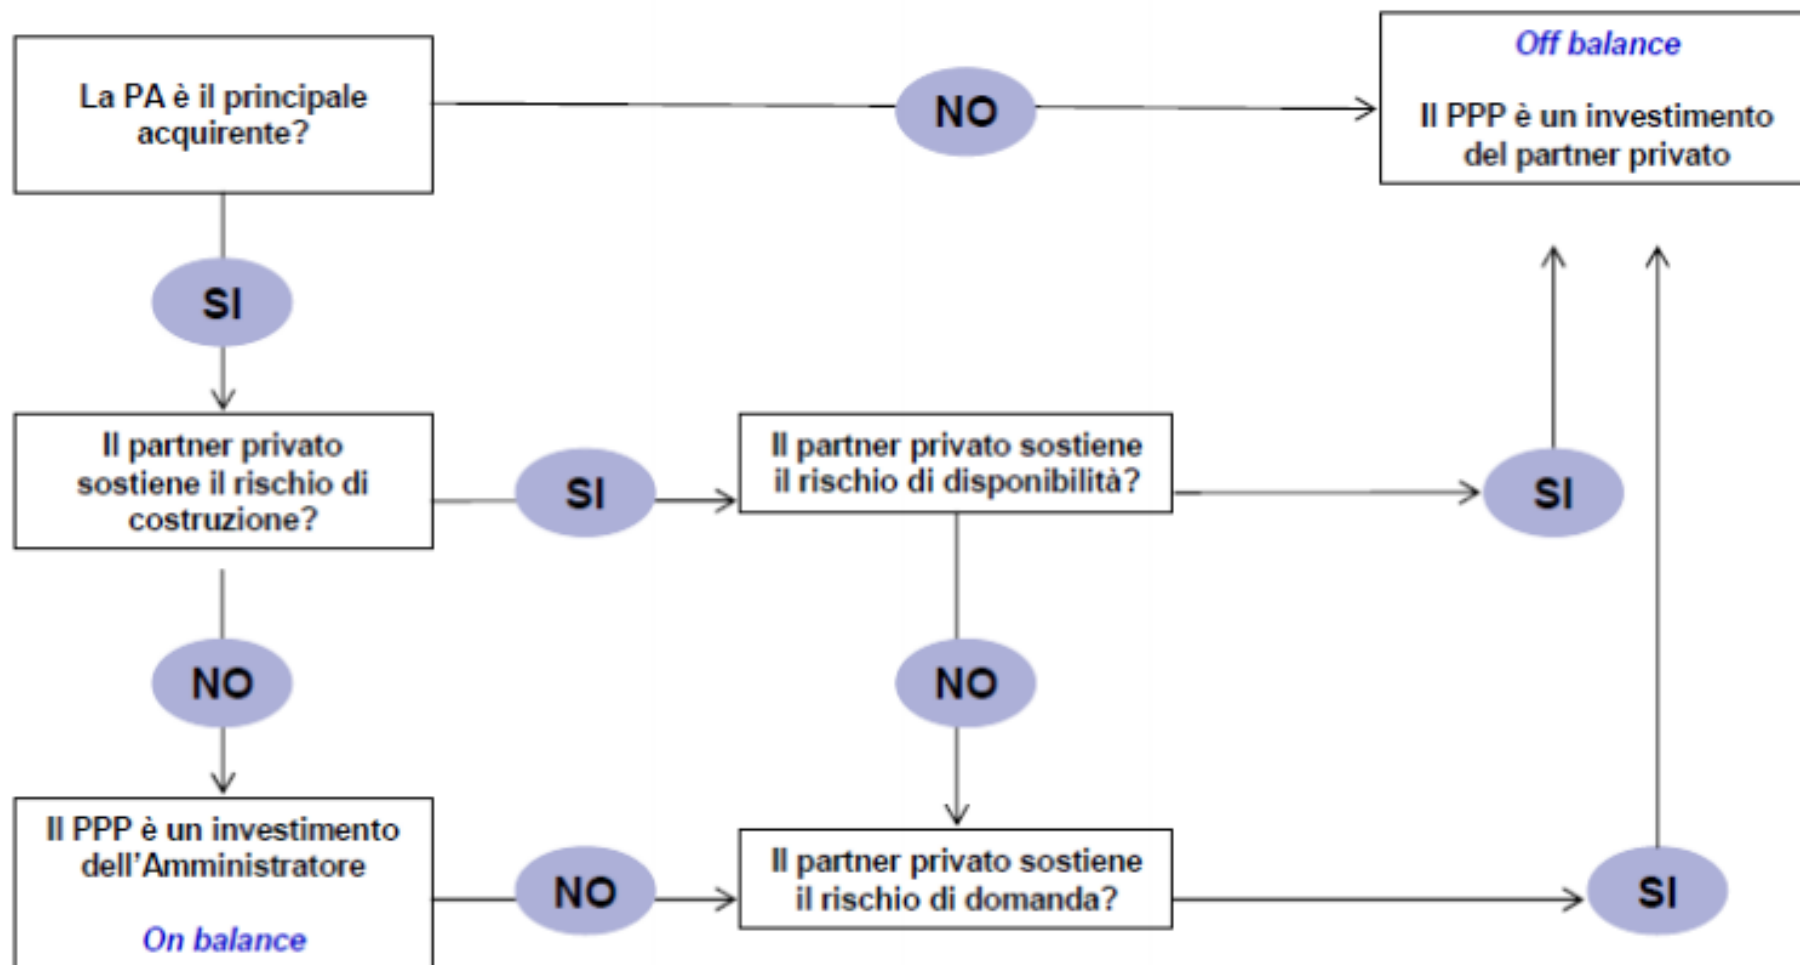 La PA è il principale
acquirente?
NO
Off balance
Il PPP è un investimento
del partner privato
SI
Il partner privato
sostiene il rischio di
costruzione?
SI
Il partner privato sostiene
il rischio di disponibilità?
SI
NO
NO
Il PPP è un investimento
dell'Amministratore
On balance
NO
Il partner privato sostiene
il rischio di domanda?
SI